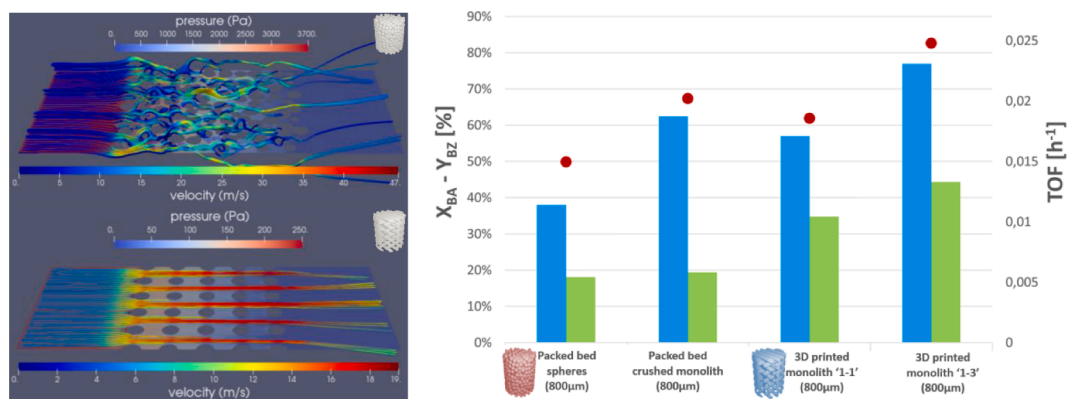 pressure (Pa)
0. 500 1000 1500 2000 3000 3700.
0. 5 10 15 20 25 30 35 40 47.
velocity (m/s)
pressure (Pa)
0. 50 100 150 200 250.
0. 2 4 6 8 10 12 14 16 19.
velocity (m/s)
X_BA - Y_BZ [%]
90%
80%
70%
60%
50%
40%
30%
20%
10%
0%
0,025
0,02
0,015
0,01
0,005
0
TOF [h⁻¹]
Packed bed
spheres
(800μm)
Packed bed
crushed monolith
(800μm)
3D printed
monolith '1-1'
(800μm)
3D printed
monolith '1-3'
(800μm)